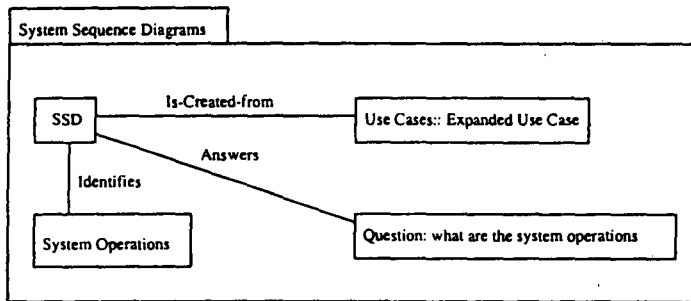 System Sequence Diagrams
Is-Created-from
SSD
Use Cases:: Expanded Use Case
Answers
Identifies
System Operations
Question: what are the system operations